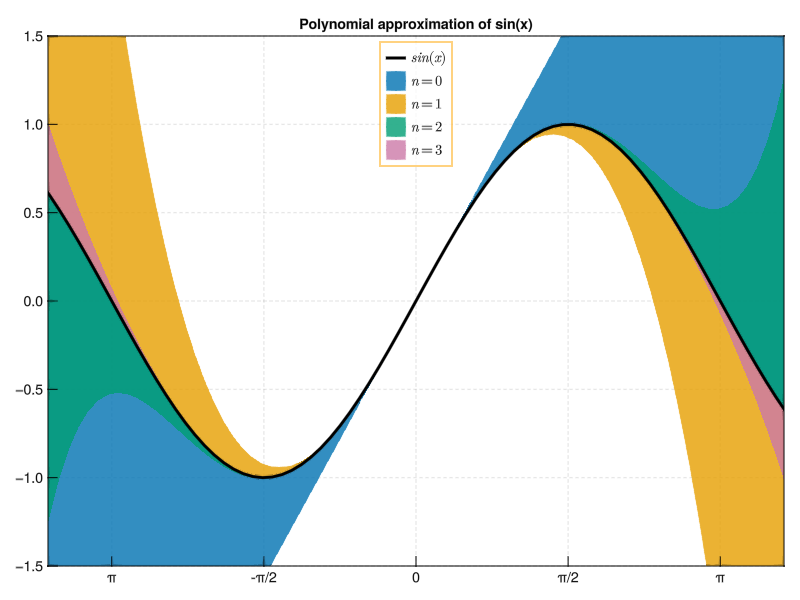 Polynomial approximation of sin(x)
sin(x)
n = 0
n = 1
n = 2
n = 3
1.5
1.0
0.5
0.0
−0.5
−1.0
−1.5
π
-π/2
0
π/2
π